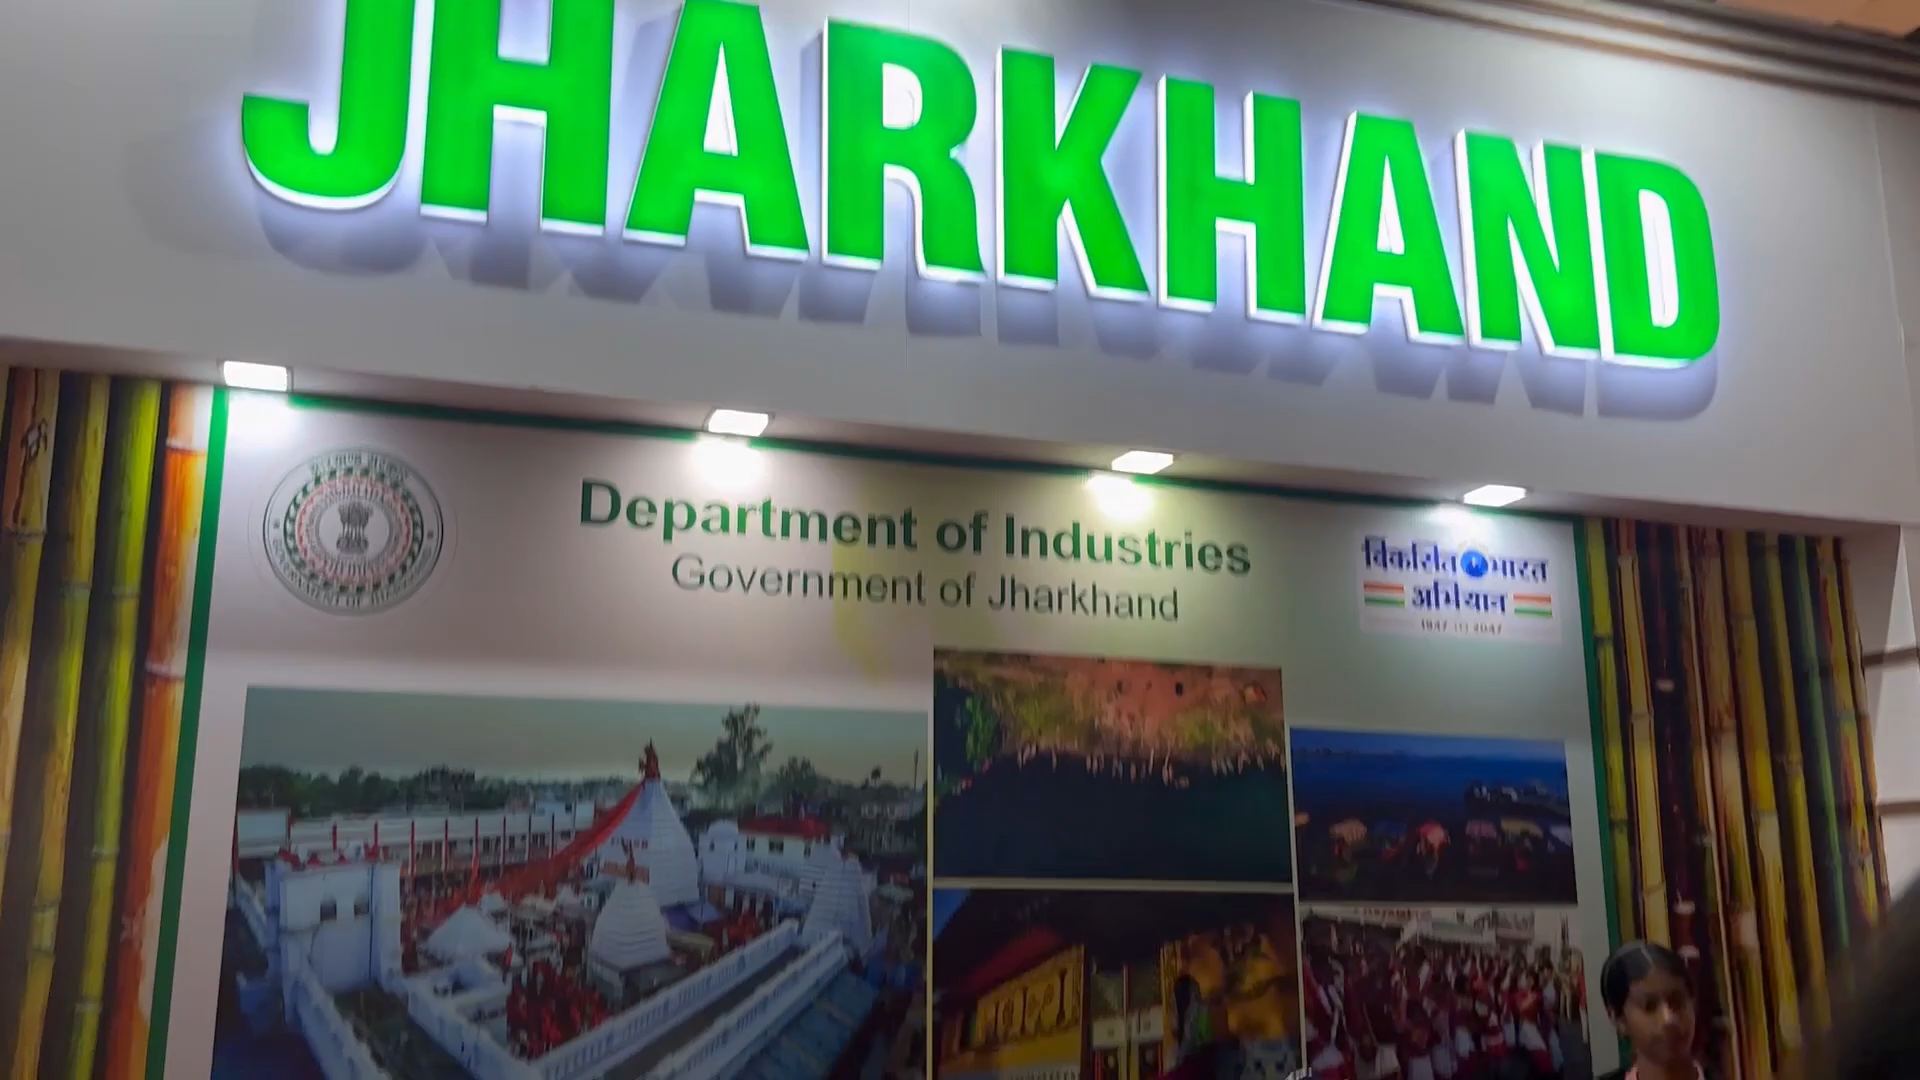 JHARKHAND
Department of Industries
Government of Jharkhand
विकसित भारत
अभियान
1947 से 2047